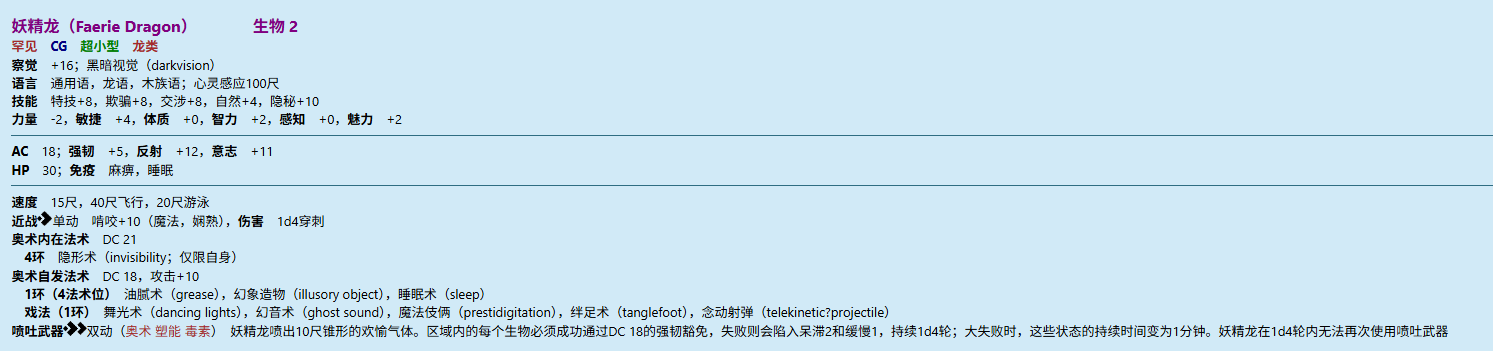 妖精龙（Faerie Dragon） 生物 2
罕见 CG 超小型 龙类
察觉 +16；黑暗视觉（darkvision）
语言 通用语，龙语，木族语；心灵感应100尺
技能 特技+8，欺骗+8，交涉+8，自然+4，隐秘+10
力量 -2，敏捷 +4，体质 +0，智力 +2，感知 +0，魅力 +2
AC 18；强韧 +5，反射 +12，意志 +11
HP 30；免疫 麻痹，睡眠
速度 15尺，40尺飞行，20尺游泳
近战 单动 啃咬+10（魔法，娴熟），伤害 1d4穿刺
奥术内在法术 DC 21
4环 隐形术（invisibility；仅限自身）
奥术自发法术 DC 18，攻击+10
1环（4法术位） 油腻术（grease），幻象造物（illusory object），睡眠术（sleep）
戏法（1环） 舞光术（dancing lights），幻音术（ghost sound），魔法伎俩（prestidigitation），绊足术（tanglefoot），念动射弹（telekinetic?projectile）
喷吐武器 双动（奥术 塑能 毒素） 妖精龙喷出10尺锥形的欢愉气体。区域内的每个生物必须成功通过DC 18的强韧豁免，失败则会陷入呆滞2和缓慢1，持续1d4轮；大失败时，这些状态的持续时间变为1分钟。妖精龙在1d4轮内无法再次使用喷吐武器